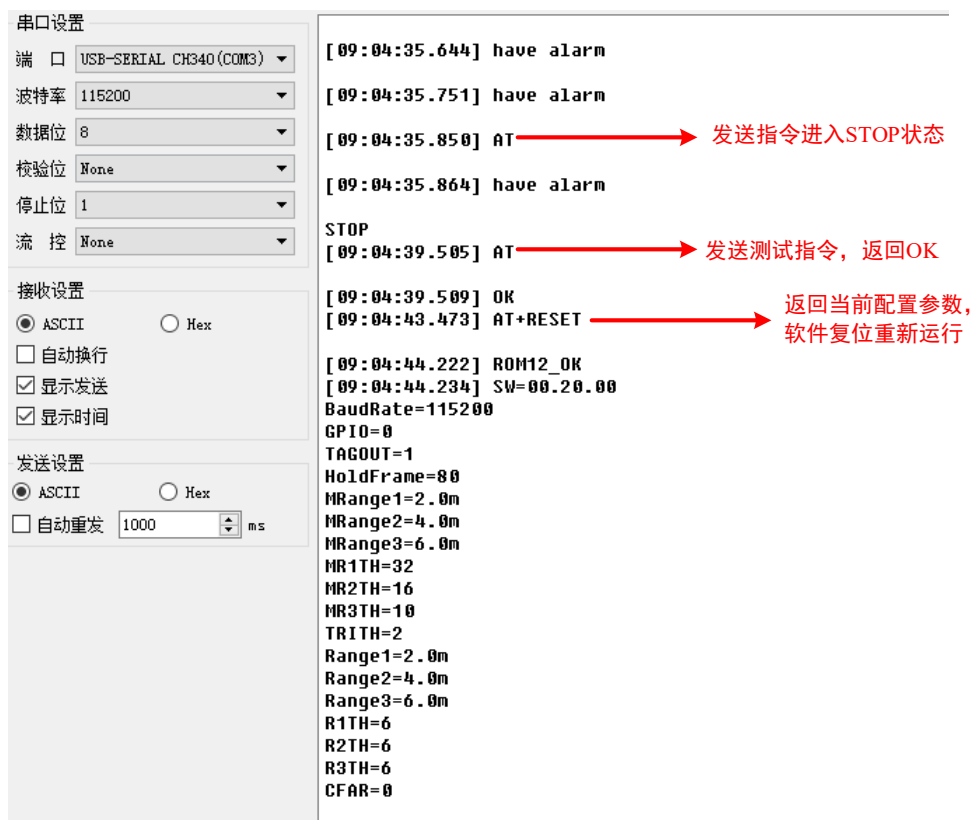 串口设置
端 口 USB-SERIAL CH340(COM3)
波特率 115200
数据位 8
校验位 None
停止位 1
流 控 None
接收设置
ASCII Hex
自动换行
显示发送
显示时间
发送设置
ASCII Hex
自动重发 1000 ms
[09:04:35.644] have alarm
[09:04:35.751] have alarm
[09:04:35.850] AT 发送指令进入STOP状态
[09:04:35.864] have alarm
STOP
[09:04:39.505] AT 发送测试指令，返回OK
[09:04:39.509] OK
[09:04:43.473] AT+RESET 返回当前配置参数，
软件复位重新运行
[09:04:44.222] ROM12_OK
[09:04:44.234] SW=00.20.00
BaudRate=115200
GPIO=0
TAGOUT=1
HoldFrame=80
MRange1=2.0m
MRange2=4.0m
MRange3=6.0m
MR1TH=32
MR2TH=16
MR3TH=10
TRITH=2
Range1=2.0m
Range2=4.0m
Range3=6.0m
R1TH=6
R2TH=6
R3TH=6
CFAR=0